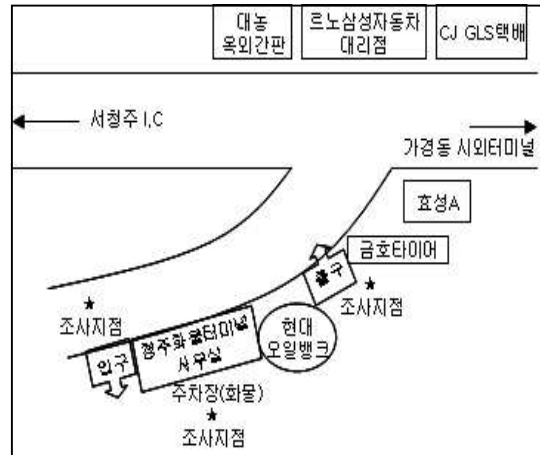 대농
옥외간판
르노삼성자동차
대리점
CJ GLS택배
서청주 I.C
가경동 시외터미널
효성A
금호타이어
출구
조사지점
조사지점
현대
오일뱅크
청주화물터미널
사무실
입구
주차장(화물)
조사지점